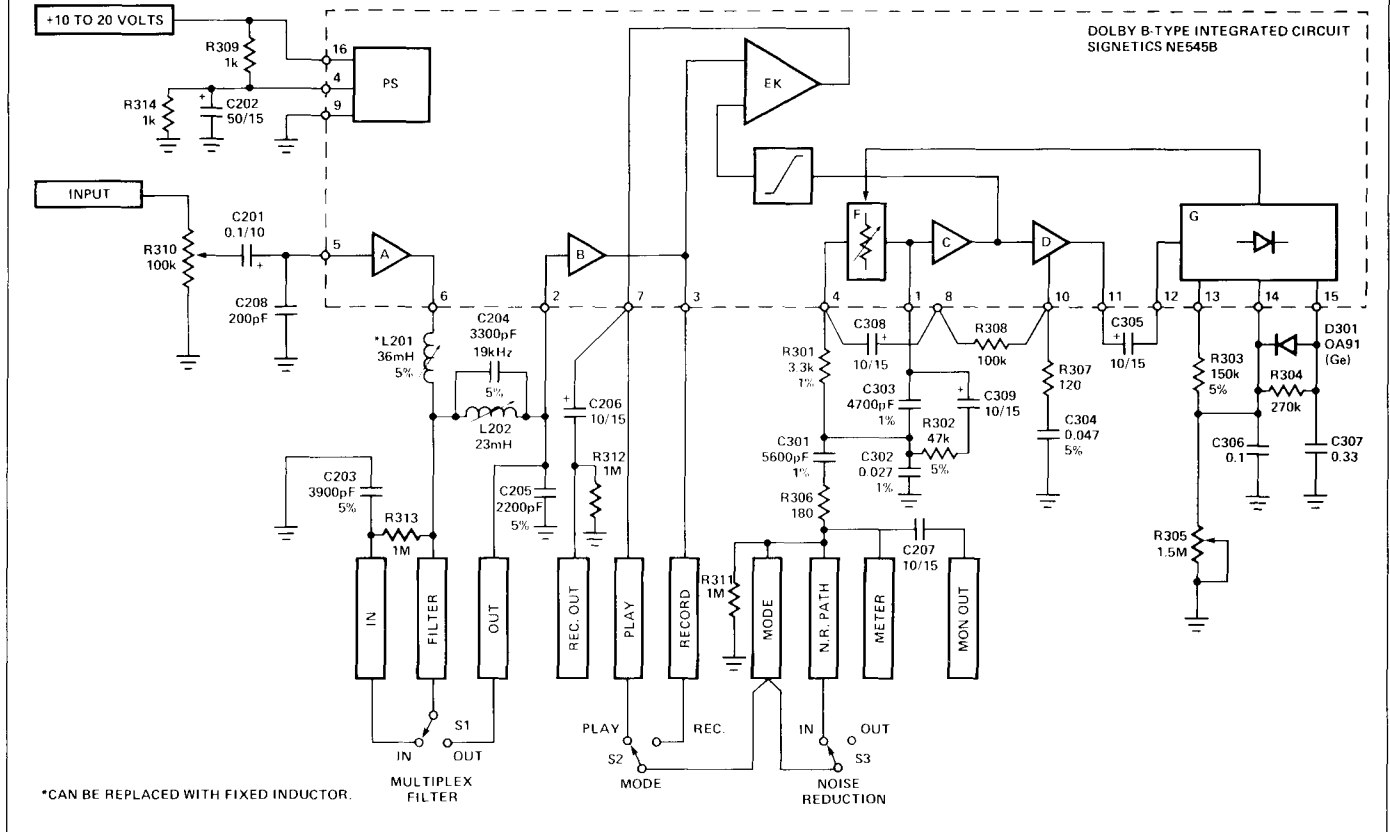 +10 TO 20 VOLTS
DOLBY B-TYPE INTEGRATED CIRCUIT
SIGNETICS NE545B
R309
1k
16
4
9
PS
R314
1k
C202
50/15
+
EK
INPUT
R310
100k
C201
0.1/10
+
C208
200pF
5
A
B
F
C
D
G
6
2
7
3
4
1
8
10
11
12
13
14
15
*L201
36mH
5%
C204
3300pF
19kHz
5%
L202
23mH
C206
10/15
+
R312
1M
C205
2200pF
5%
C203
3900pF
5%
R313
1M
R301
3.3k
1%
C308
+
10/15
R308
100k
C303
4700pF
1%
C309
10/15
+
R302
47k
5%
C301
5600pF
1%
C302
0.027
1%
R306
180
R307
120
C304
0.047
5%
C305
+
10/15
R303
150k
5%
D301
OA91
(Ge)
R304
270k
C306
0.1
C307
0.33
R305
1.5M
R311
1M
C207
10/15
IN
FILTER
OUT
REC. OUT
PLAY
RECORD
MODE
N.R. PATH
METER
MON OUT
S1
IN
OUT
MULTIPLEX
FILTER
PLAY
REC.
S2
MODE
IN
OUT
S3
NOISE
REDUCTION
*CAN BE REPLACED WITH FIXED INDUCTOR.